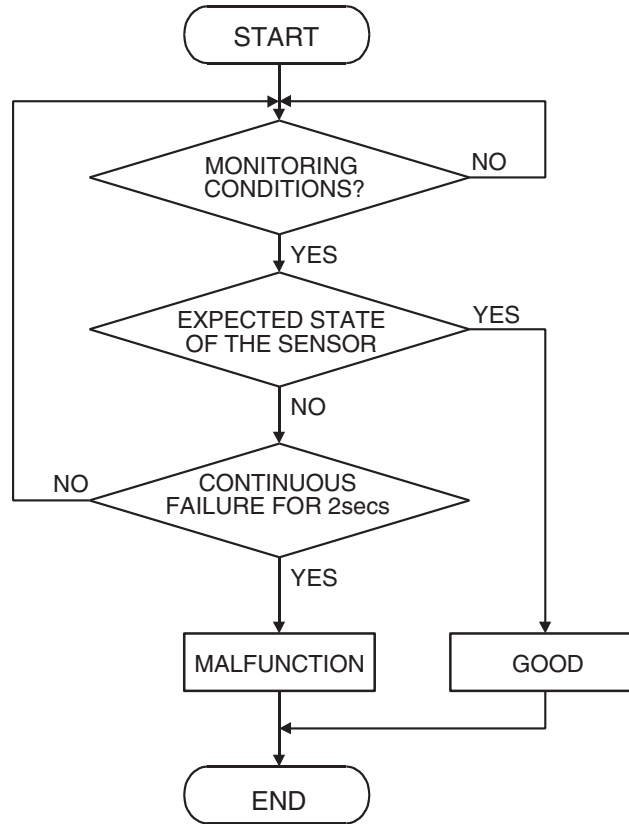 START
MONITORING
CONDITIONS?
NO
YES
EXPECTED STATE
OF THE SENSOR
YES
NO
CONTINUOUS
FAILURE FOR 2secs
NO
YES
MALFUNCTION
GOOD
END